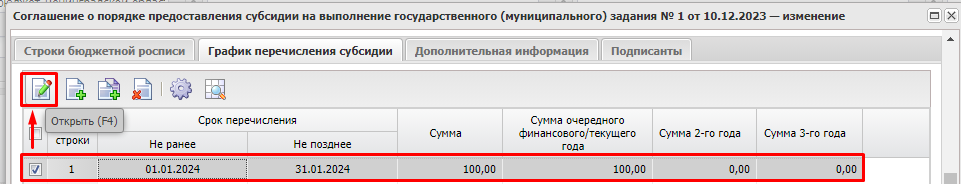 Соглашение о порядке предоставления субсидии на выполнение государственного (муниципального) задания № 1 от 10.12.2023 — изменение
Строки бюджетной росписи График перечисления субсидии Дополнительная информация Подписанты
Открыть (F4)
строки Срок перечисления Не ранее Не позднее Сумма Сумма очередного финансового/текущего года Сумма 2-го года Сумма 3-го года
1 01.01.2024 31.01.2024 100,00 100,00 0,00 0,00